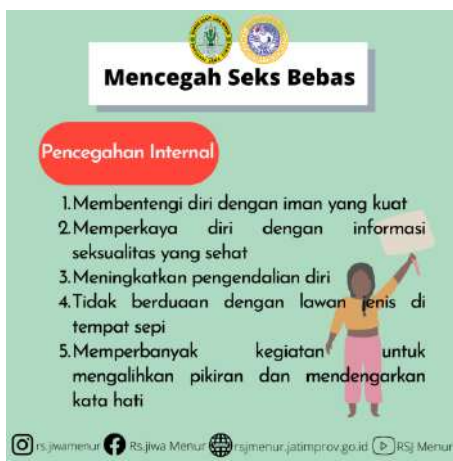 Mencegah Seks Bebas
Pencegahan Internal
1. Membentengi diri dengan iman yang kuat
2. Memperkaya diri dengan informasi
seksualitas yang sehat
3. Meningkatkan pengendalian diri
4. Tidak berduaan dengan lawan jenis di
tempat sepi
5. Memperbanyak kegiatan untuk
mengalihkan pikiran dan mendengarkan
kata hati
rs.jiwamenur Rs.jiwa Menur rsjmenur.jatimprov.go.id RSJ Menur